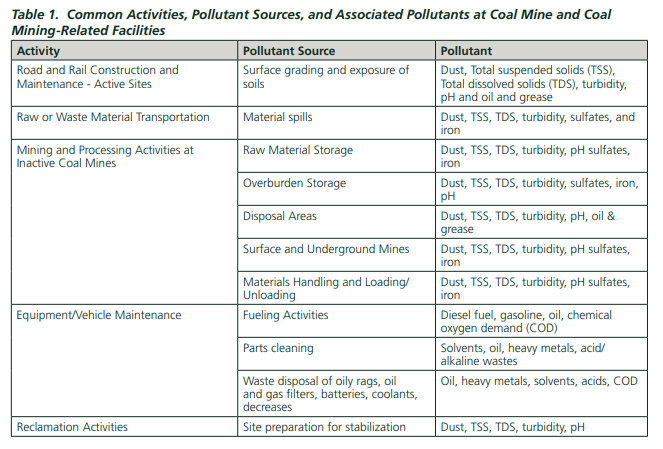 Table 1.  Common Activities, Pollutant Sources, and Associated Pollutants at Coal Mine and Coal
Mining-Related Facilities
Activity Pollutant Source Pollutant
Road and Rail Construction and
Maintenance - Active Sites
Surface grading and exposure of
soils
Dust, Total suspended solids (TSS),
Total dissolved solids (TDS), turbidity,
pH and oil and grease
Raw or Waste Material Transportation
Material spills
Dust, TSS, TDS, turbidity, sulfates, and
iron
Mining and Processing Activities at
Inactive Coal Mines
Raw Material Storage
Dust, TSS, TDS, turbidity, pH sulfates,
iron
Overburden Storage
Dust, TSS, TDS, turbidity, sulfates, iron,
pH
Disposal Areas
Dust, TSS, TDS, turbidity, pH, oil &
grease
Surface and Underground Mines
Dust, TSS, TDS, turbidity, pH sulfates,
iron
Materials Handling and Loading/
Unloading
Dust, TSS, TDS, turbidity, pH sulfates,
iron
Equipment/Vehicle Maintenance
Fueling Activities
Diesel fuel, gasoline, oil, chemical
oxygen demand (COD)
Parts cleaning
Solvents, oil, heavy metals, acid/
alkaline wastes
Waste disposal of oily rags, oil
and gas filters, batteries, coolants,
decreases
Oil, heavy metals, solvents, acids, COD
Reclamation Activities
Site preparation for stabilization
Dust, TSS, TDS, turbidity, pH